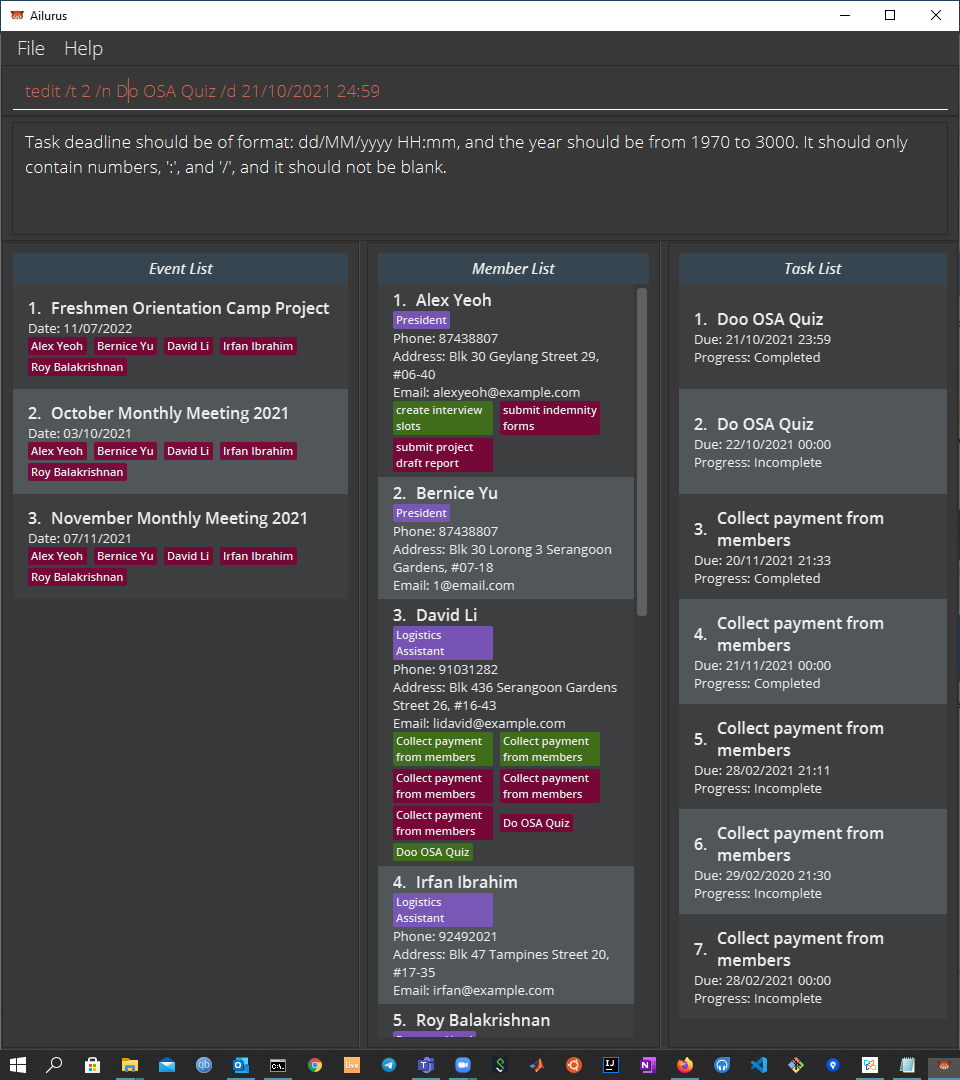 Ailurus
File Help
tedit /t 2 /n Do OSA Quiz /d 21/10/2021 24:59
Task deadline should be of format: dd/MM/yyyy HH:mm, and the year should be from 1970 to 3000. It should only
contain numbers, ':', and '/', and it should not be blank.
Event List
1. Freshmen Orientation Camp Project
Date: 11/07/2022
Alex Yeoh Bernice Yu David Li Irfan Ibrahim
Roy Balakrishnan
2. October Monthly Meeting 2021
Date: 03/10/2021
Alex Yeoh Bernice Yu David Li Irfan Ibrahim
Roy Balakrishnan
3. November Monthly Meeting 2021
Date: 07/11/2021
Alex Yeoh Bernice Yu David Li Irfan Ibrahim
Roy Balakrishnan
Member List
1. Alex Yeoh
President
Phone: 87438807
Address: Blk 30 Geylang Street 29,
#06-40
Email: alexyeoh@example.com
create interview slots
submit indemnity forms
submit project draft report
2. Bernice Yu
President
Phone: 87438807
Address: Blk 30 Lorong 3 Serangoon
Gardens, #07-18
Email: 1@email.com
3. David Li
Logistics
Assistant
Phone: 91031282
Address: Blk 436 Serangoon Gardens
Street 26, #16-43
Email: lidavid@example.com
Collect payment from members
Collect payment from members
Collect payment from members
Collect payment from members
Collect payment from members
Do OSA Quiz
Doo OSA Quiz
4. Irfan Ibrahim
Logistics
Assistant
Phone: 92492021
Address: Blk 47 Tampines Street 20,
#17-35
Email: irfan@example.com
5. Roy Balakrishnan
Task List
1. Doo OSA Quiz
Due: 21/10/2021 23:59
Progress: Completed
2. Do OSA Quiz
Due: 22/10/2021 00:00
Progress: Incomplete
3. Collect payment from
members
Due: 20/11/2021 21:33
Progress: Completed
4. Collect payment from
members
Due: 21/11/2021 00:00
Progress: Completed
5. Collect payment from
members
Due: 28/02/2021 21:11
Progress: Incomplete
6. Collect payment from
members
Due: 29/02/2020 21:30
Progress: Incomplete
7. Collect payment from
members
Due: 28/02/2021 00:00
Progress: Incomplete